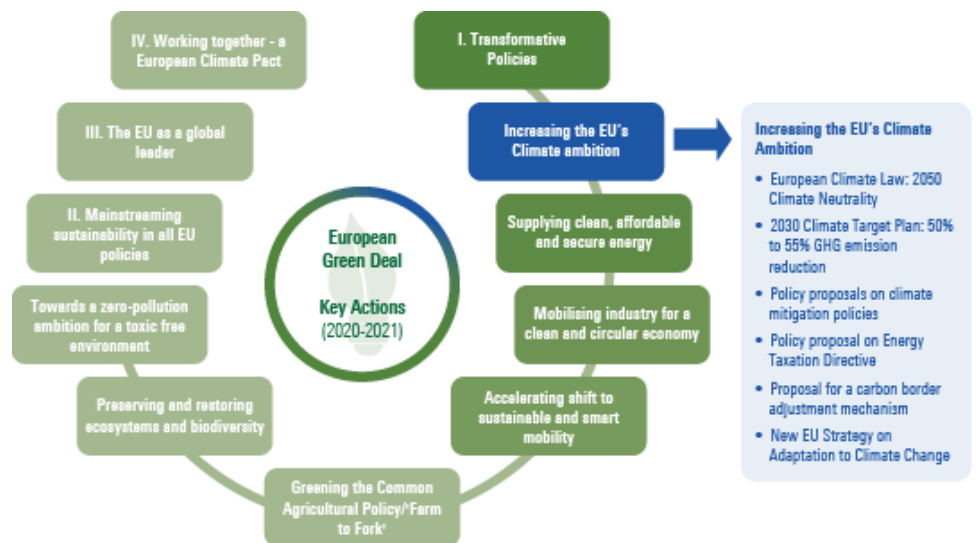 IV. Working together - a
European Climate Pact
I. Transformative
Policies
III. The EU as a global
leader
Increasing the EU's
Climate ambition
II. Mainstreaming
sustainability in all EU
policies
Supplying clean, affordable
and secure energy
European
Green Deal
Key Actions
(2020-2021)
Towards a zero-pollution
ambition for a toxic free
environment
Mobilising industry for a
clean and circular economy
Preserving and restoring
ecosystems and biodiversity
Accelerating shift to
sustainable and smart
mobility
Greening the Common
Agricultural Policy/"Farm
to Fork"
Increasing the EU's Climate
Ambition
• European Climate Law: 2050
Climate Neutrality
• 2030 Climate Target Plan: 50%
to 55% GHG emission
reduction
• Policy proposals on climate
mitigation policies
• Policy proposal on Energy
Taxation Directive
• Proposal for a carbon border
adjustment mechanism
• New EU Strategy on
Adaptation to Climate Change